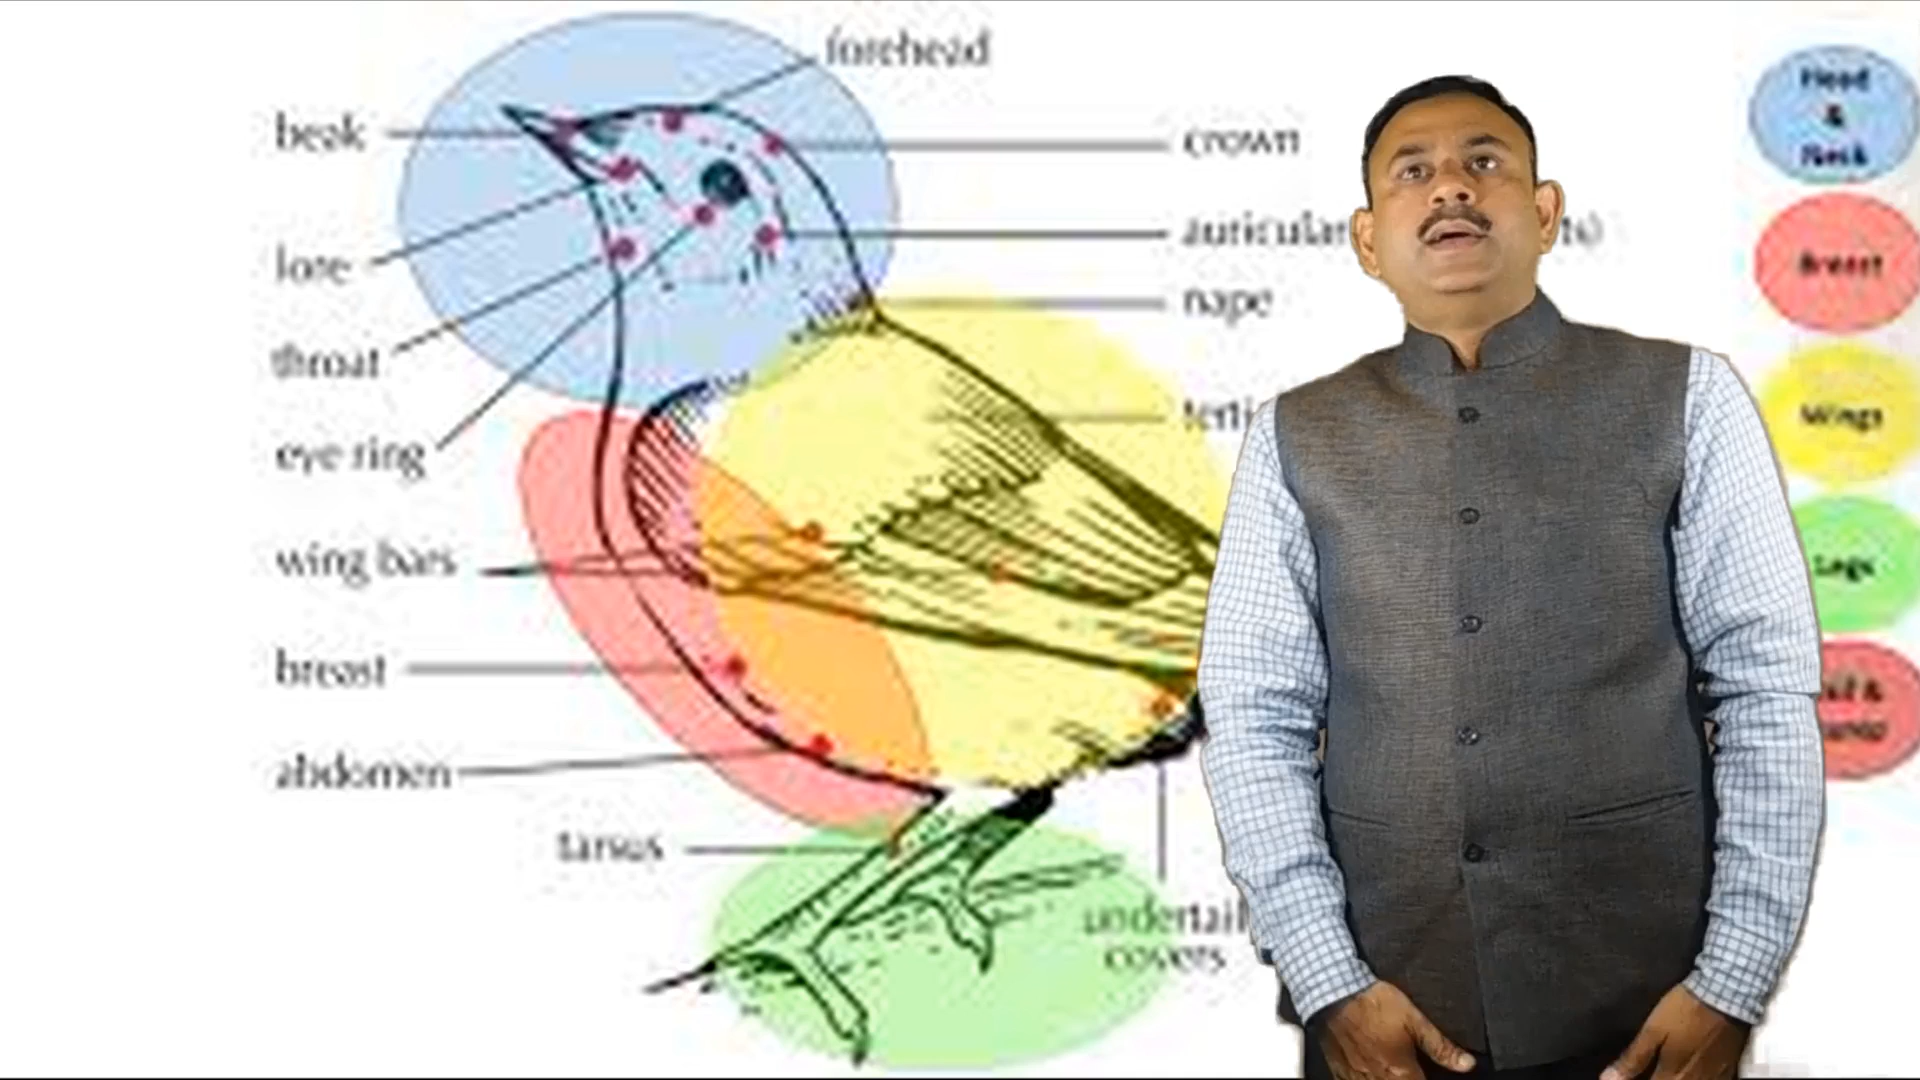 forehead
beak
crown
lore
auricular
nape
throat
eye ring
wing bars
breast
abdomen
tarsus
undertail
covers
Head
&
Neck
Breast
Wings
Legs